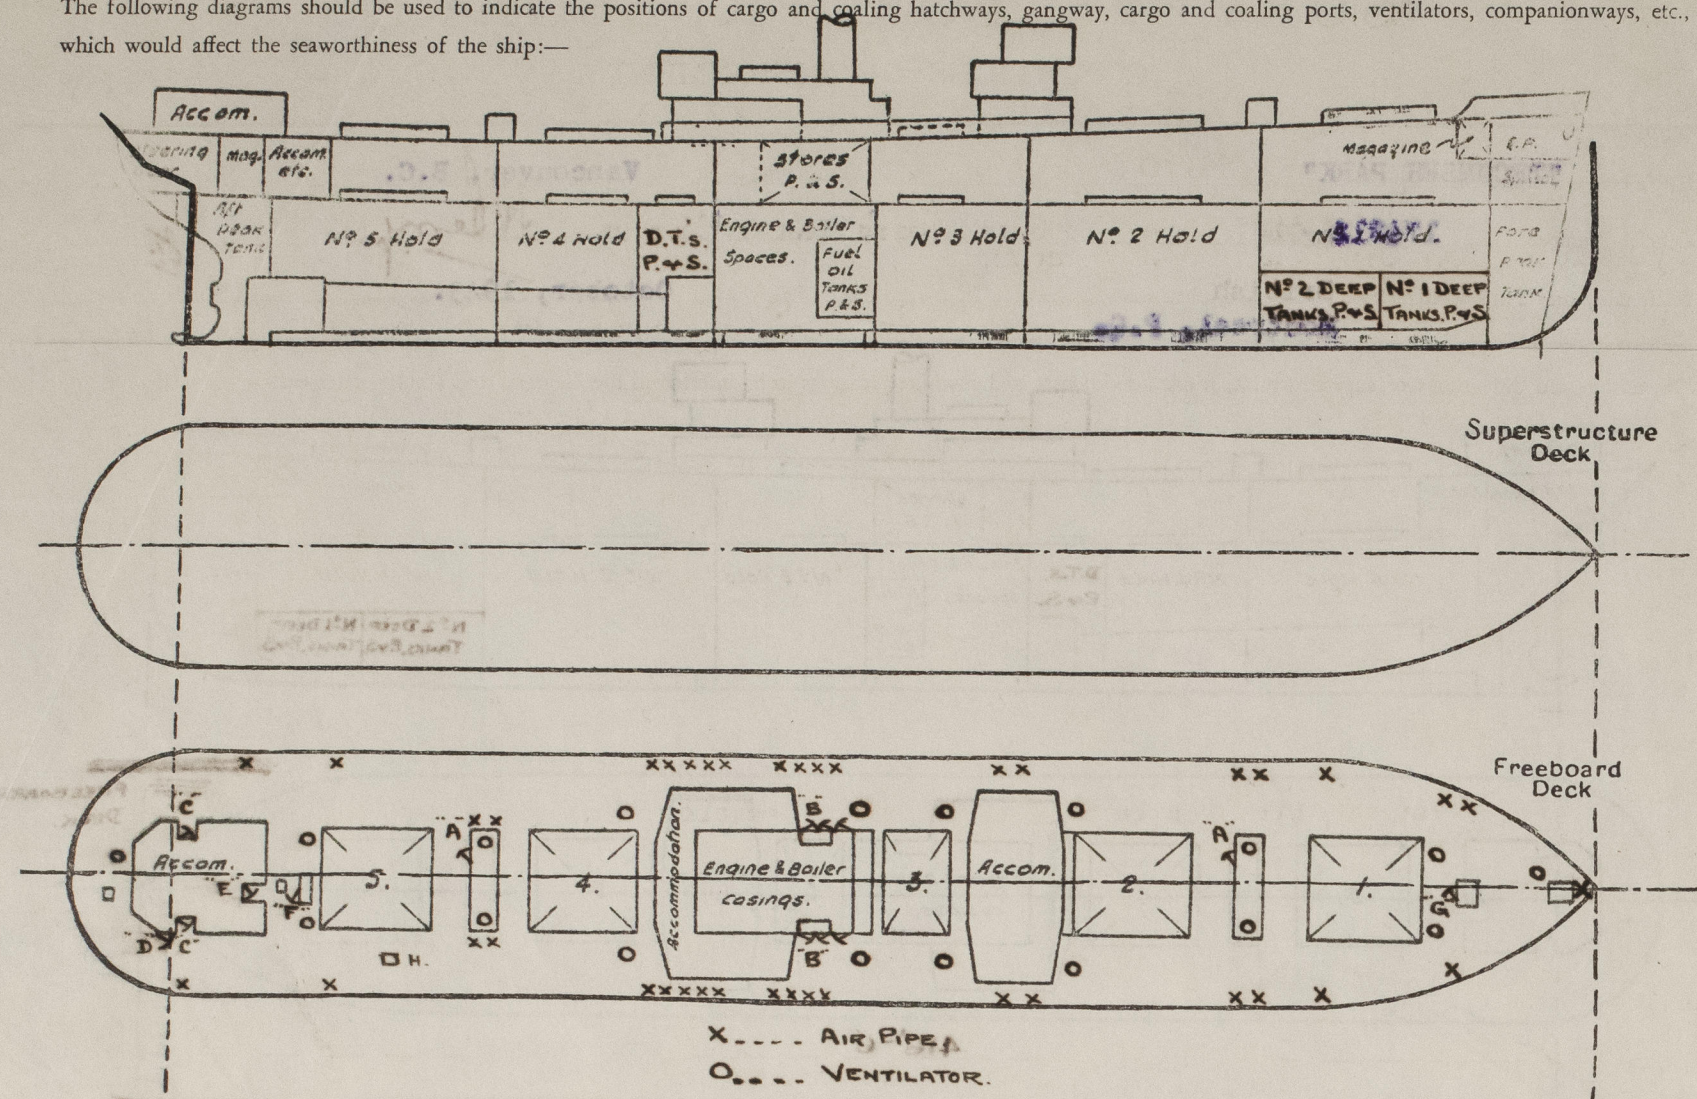 The following diagrams should be used to indicate the positions of cargo and coaling hatchways, gangway, cargo and coaling ports, ventilators, companionways, etc.,
which would affect the seaworthiness of the ship:—
Accom.
Mag.
Accom. etc.
Stores
P. & S.
Magazine
C.P.
Aft
Peak
Tank
Nº 5 Hold
Nº 4 Hold
D.T.s.
P. & S.
Engine & Boiler
Spaces.
Fuel
Oil
Tanks
P.&S.
Nº 3 Hold
Nº 2 Hold
Hold.
Fore
Peak
Tank
Nº 2 DEEP
TANKS. P.&S
Nº 1 DEEP
TANKS. P.&S
Superstructure
Deck
Freeboard
Deck
C
A
B
A
Accom.
E
F
5.
4.
Accommodation.
Engine & Boiler
Casings.
3.
Accom.
2.
1.
G
D
C
H.
B
X.... AIR PIPE
O.... VENTILATOR.